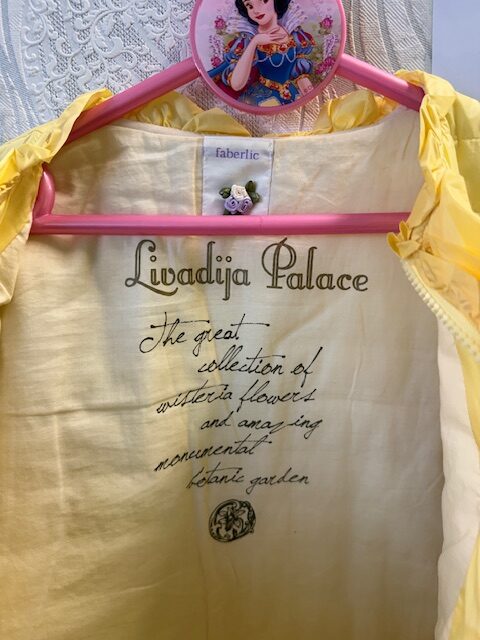 faberlic
Livadija Palace
The great
collection of
wisteria flowers
and amazing
monumental
botanic garden